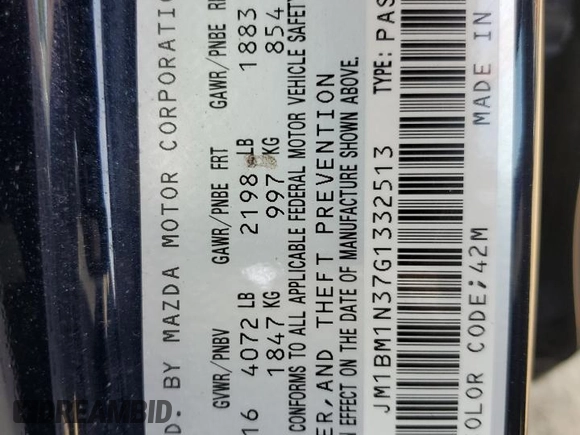 D. BY MAZDA MOTOR CORPORATION
GVWR/PNBV GAWR/PNBE FRT GAWR/PNBE
16 4072 LB 2198 LB 1883
1847 KG 997 KG 854
CONFORMS TO ALL APPLICABLE FEDERAL MOTOR VEHICLE SAFETY
ER, AND THEFT PREVENTION
EFFECT ON THE DATE OF MANUFACTURE SHOWN ABOVE.
JM1BM1N37G1332513 TYPE: PAS
OLOR CODE; 42M MADE IN